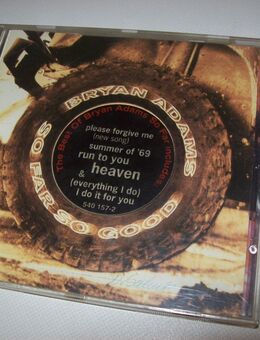 BRYAN ADAMS
SO FAR SO GOOD
The Best Of Bryan Adams So Far includes:
please forgive me
(new song)
summer of '69
run to you
heaven
&
(everything I do)
I do it for you
540 157-2